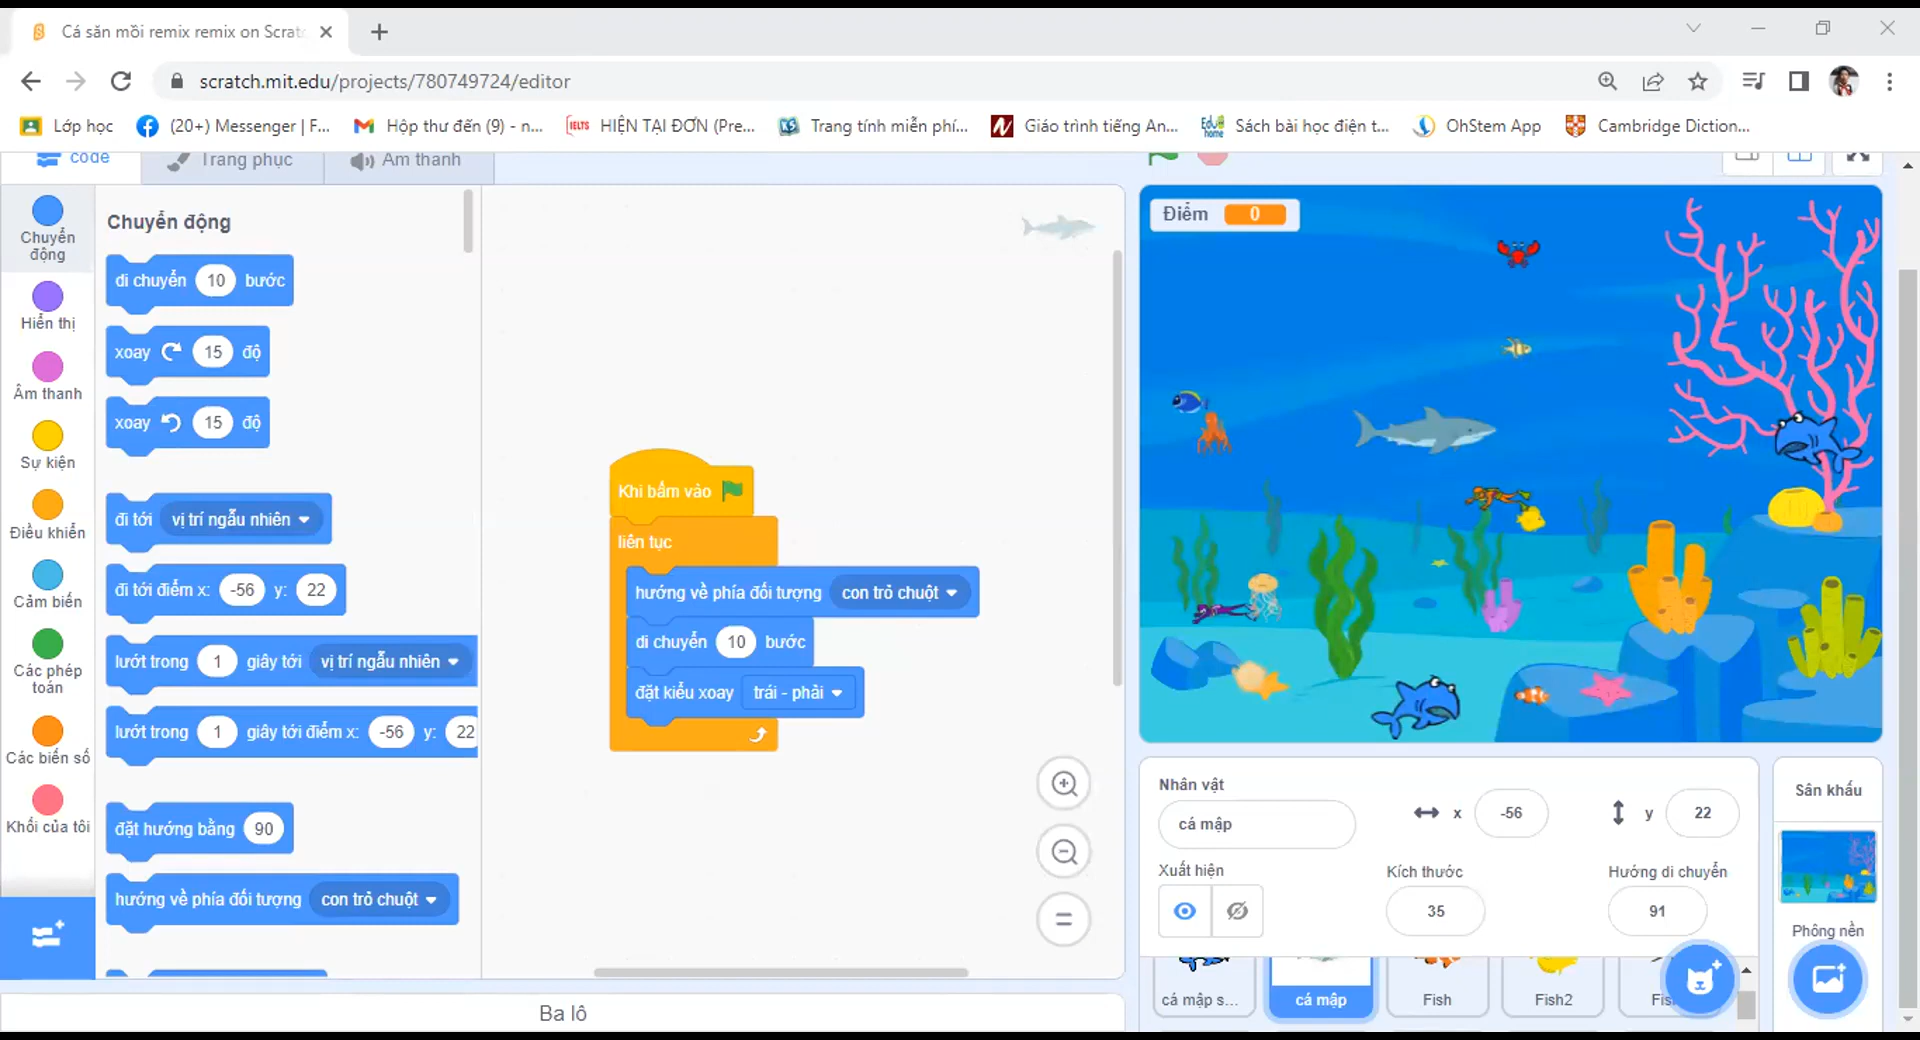 Cá săn mồi remix remix on Scratc
scratch.mit.edu/projects/780749724/editor
Lớp học
(20+) Messenger | F...
Hộp thư đến (9) - n...
IELTS HIỆN TẠI ĐƠN (Pre...
Trang tính miễn phí...
Giáo trình tiếng An...
Edu home Sách bài học điện t...
OhStem App
Cambridge Diction...
code
Trang phục
Âm thanh
Chuyển động
Hiển thị
Âm thanh
Sự kiện
Điều khiển
Cảm biến
Các phép toán
Các biến số
Khối của tôi
Chuyển động
di chuyển 10 bước
xoay 15 độ
xoay 15 độ
đi tới vị trí ngẫu nhiên
đi tới điểm x: -56 y: 22
lướt trong 1 giây tới vị trí ngẫu nhiên
lướt trong 1 giây tới điểm x: -56 y: 22
đặt hướng bằng 90
hướng về phía đối tượng con trỏ chuột
Khi bấm vào
liên tục
hướng về phía đối tượng con trỏ chuột
di chuyển 10 bước
đặt kiểu xoay trái - phải
Ba lô
Điểm 0
Nhân vật
cá mập
x -56
y 22
Xuất hiện
Kích thước
35
Hướng di chuyển
91
cá mập s...
cá mập
Fish
Fish2
Sân khấu
Phông nền